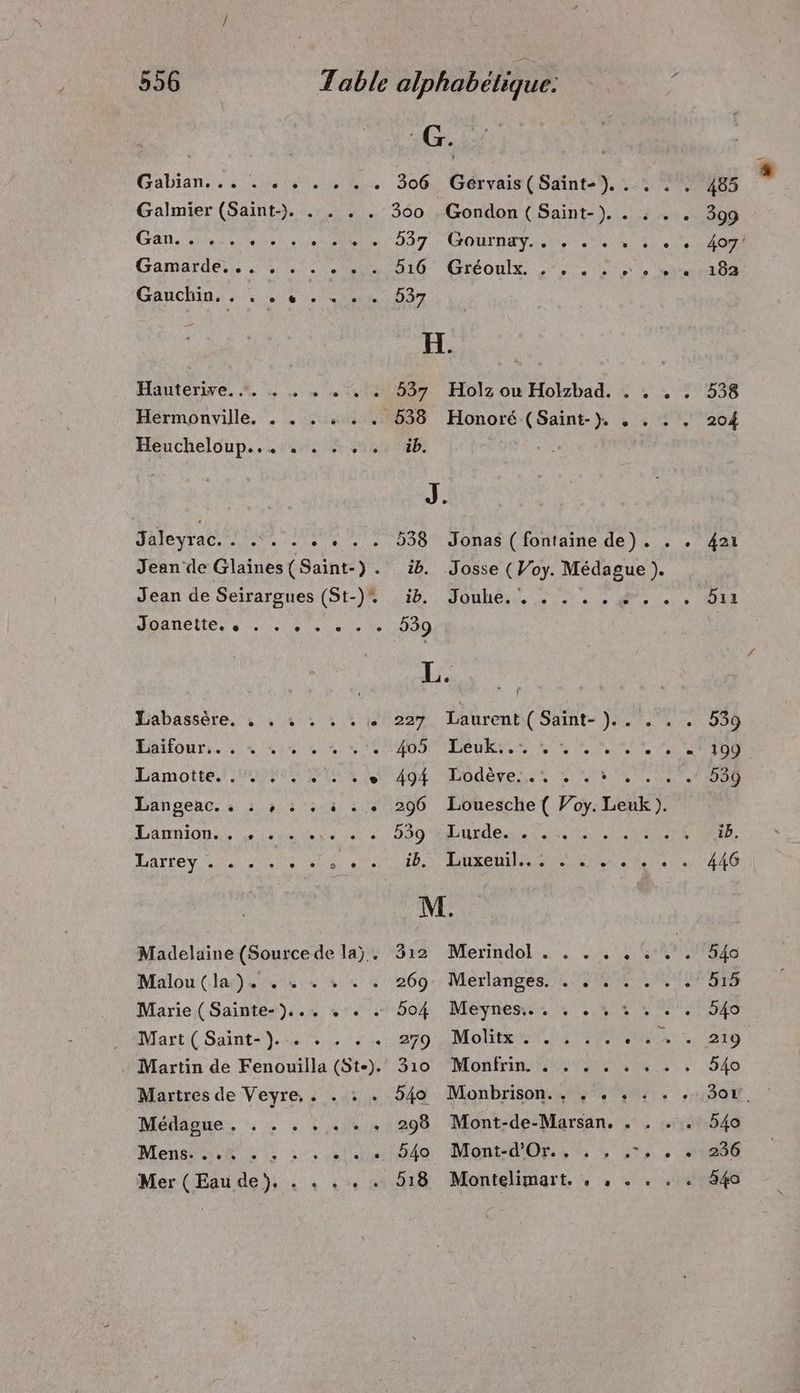 556 Table alphabétique.
G.
Gabian. . . . . . . . . . 306
Galmier (Saint-). . . . . 300
Gan. . . . . . . . . . . 537
Gamarde. . . . . . . . . 516
Gauchin. . . . . . . . . 537
Gervais (Saint-). . . . . 485
Gondon (Saint-). . . . . 399
Gournay. . . . . . . . . 407
Gréoulx. . . . . . . . . 182
H.
Hauterive. . . . . . . . 537
Hermonville. . . . . . . 538
Heucheloup. . . . . . . . ib.
Holz ou Holzbad. . . . . 538
Honoré (Saint-). . . . . 204
J.
Jaleyrac. . . . . . . . . 538
Jean de Glaines (Saint-) . ib.
Jean de Seirargues (St-). ib.
Joanette. . . . . . . . . 539
Jonas (fontaine de). . . 421
Josse (Voy. Médague).
Jouhe. . . . . . . . . . 511
L.
Labassère. . . . . . . . 227
Laifour. . . . . . . . . 405
Lamotte. . . . . . . . . 494
Langeac. . . . . . . . . 296
Lannion. . . . . . . . . 539
Larrey . . . . . . . . . ib.
Laurent (Saint-). . . . . 539
Leuk. . . . . . . . . . . 199
Lodève. . . . . . . . . . 539
Louesche (Voy. Leuk).
Lurde. . . . . . . . . . ib.
Luxeuil. . . . . . . . . 446
M.
Madelaine (Source de la). 312
Malou (la). . . . . . . . 269
Marie (Sainte-). . . . . 504
Mart (Saint-). . . . . . 279
Martin de Fenouilla (St-). 310
Martres de Veyre. . . . . 540
Médague . . . . . . . . . 298
Mens. . . . . . . . . . . 540
Mer (Eau de). . . . . . . 518
Merindol . . . . . . . . 540
Merlanges. . . . . . . . 515
Meynes. . . . . . . . . . 540
Molitx . . . . . . . . . 219
Monfrin. . . . . . . . . 540
Monbrison. . . . . . . . 301
Mont-de-Marsan. . . . . . 540
Mont-d'Or. . . . . . . . 236
Montelimart. . . . . . . 540